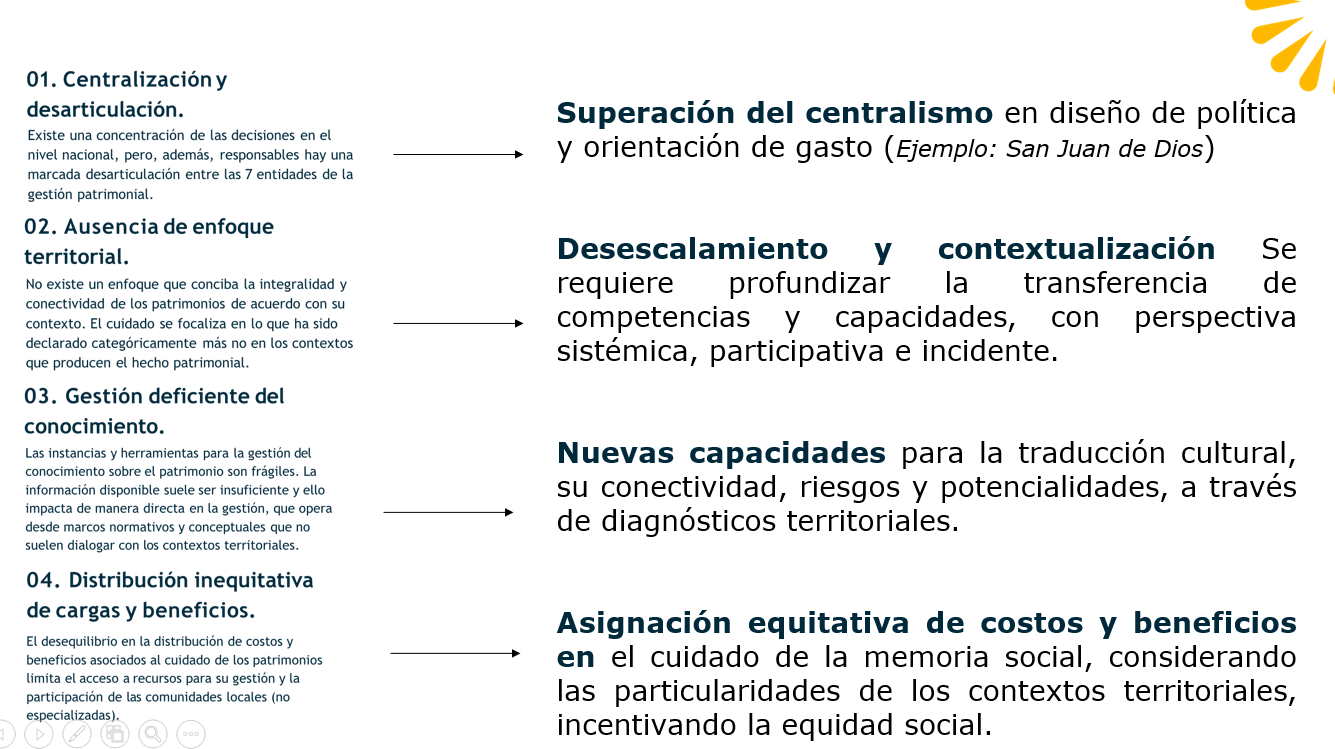 01. Centralización y
desarticulación.
Existe una concentración de las decisiones en el
nivel nacional, pero, además, responsables hay una
marcada desarticulación entre las 7 entidades de la
gestión patrimonial.
Superación del centralismo en diseño de política
y orientación de gasto (Ejemplo: San Juan de Dios)
02. Ausencia de enfoque
territorial.
No existe un enfoque que conciba la integralidad y
conectividad de los patrimonios de acuerdo con su
contexto. El cuidado se focaliza en lo que ha sido
declarado categóricamente más no en los contextos
que producen el hecho patrimonial.
Desescalamiento y contextualización Se
requiere profundizar la transferencia de
competencias y capacidades, con perspectiva
sistémica, participativa e incidente.
03. Gestión deficiente del
conocimiento.
Las instancias y herramientas para la gestión del
conocimiento sobre el patrimonio son frágiles. La
información disponible suele ser insuficiente y ello
impacta de manera directa en la gestión, que opera
desde marcos normativos y conceptuales que no
suelen dialogar con los contextos territoriales.
Nuevas capacidades para la traducción cultural,
su conectividad, riesgos y potencialidades, a través
de diagnósticos territoriales.
04. Distribución inequitativa
de cargas y beneficios.
El desequilibrio en la distribución de costos y
beneficios asociados al cuidado de los patrimonios
limita el acceso a recursos para su gestión y la
participación de las comunidades locales (no
especializadas).
Asignación equitativa de costos y beneficios
en el cuidado de la memoria social, considerando
las particularidades de los contextos territoriales,
incentivando la equidad social.